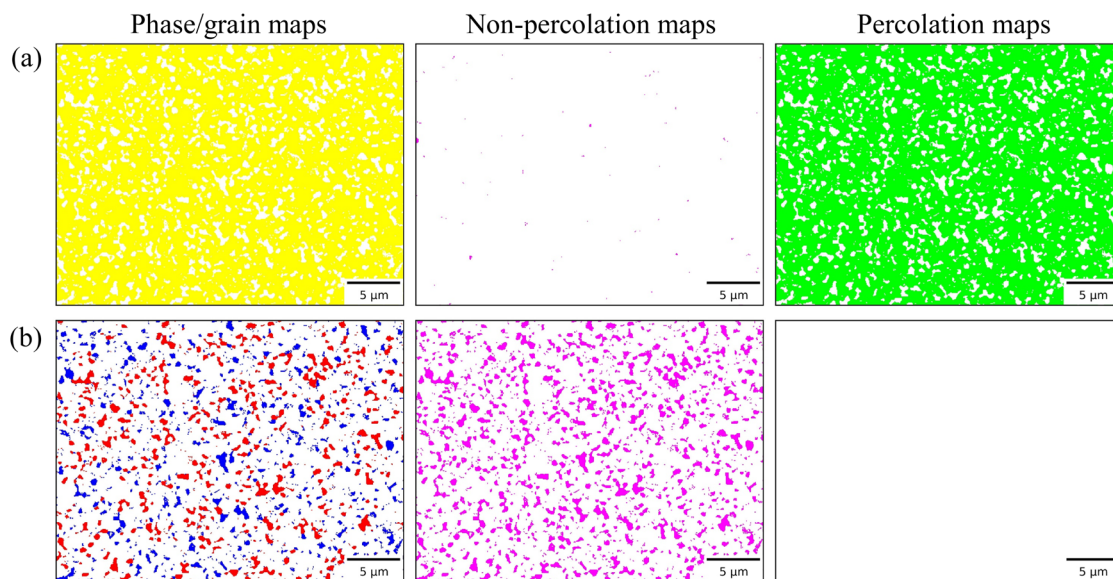 Phase/grain maps Non-percolation maps Percolation maps
(a)
5 µm 5 µm 5 µm
(b)
5 µm 5 µm 5 µm